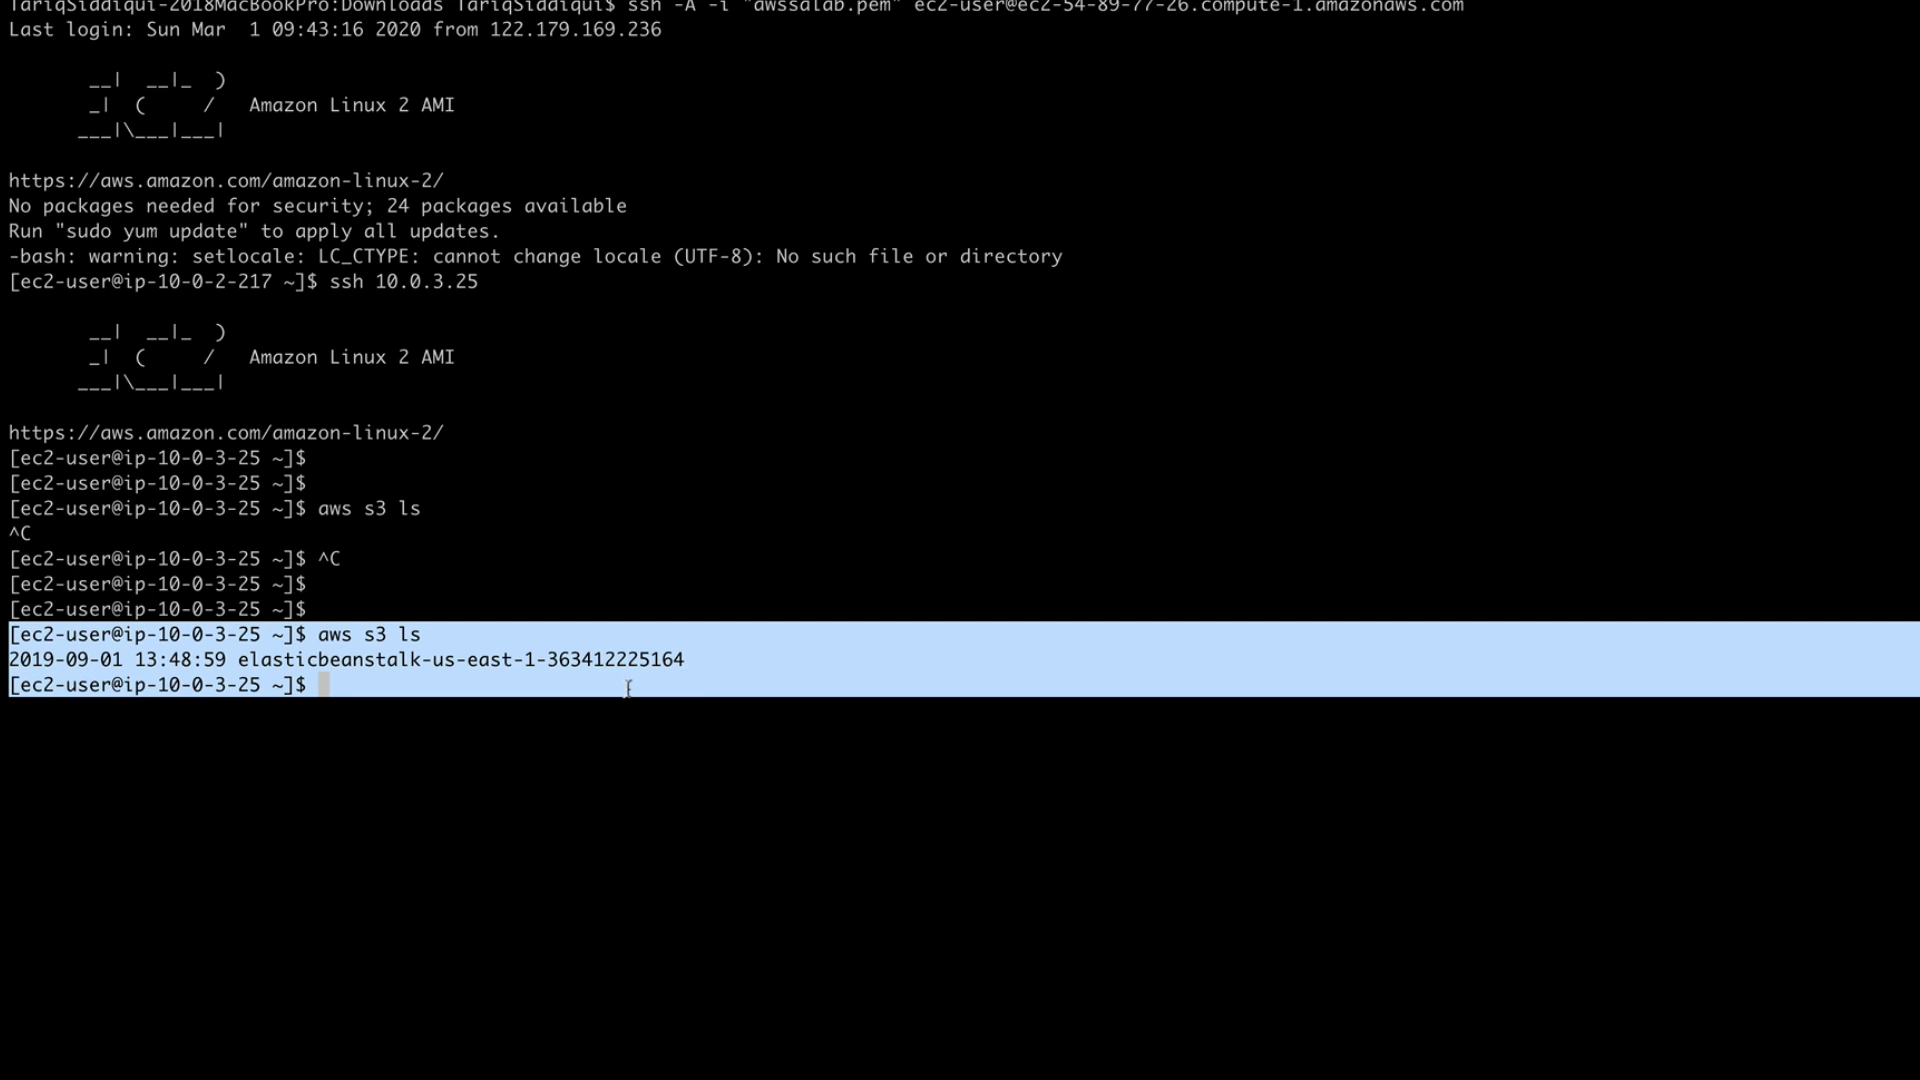 TariqSiddiqui-2018MacBookPro:Downloads TariqSiddiqui$ ssh -A -i "awssalab.pem" ec2-user@ec2-54-89-77-26.compute-1.amazonaws.com
Last login: Sun Mar  1 09:43:16 2020 from 122.179.169.236
       __|  __|_  )
       _|  (     /   Amazon Linux 2 AMI
      ___|\___|___|
https://aws.amazon.com/amazon-linux-2/
No packages needed for security; 24 packages available
Run "sudo yum update" to apply all updates.
-bash: warning: setlocale: LC_CTYPE: cannot change locale (UTF-8): No such file or directory
[ec2-user@ip-10-0-2-217 ~]$ ssh 10.0.3.25
       __|  __|_  )
       _|  (     /   Amazon Linux 2 AMI
      ___|\___|___|
https://aws.amazon.com/amazon-linux-2/
[ec2-user@ip-10-0-3-25 ~]$
[ec2-user@ip-10-0-3-25 ~]$
[ec2-user@ip-10-0-3-25 ~]$ aws s3 ls
^C
[ec2-user@ip-10-0-3-25 ~]$ ^C
[ec2-user@ip-10-0-3-25 ~]$
[ec2-user@ip-10-0-3-25 ~]$
[ec2-user@ip-10-0-3-25 ~]$ aws s3 ls
2019-09-01 13:48:59 elasticbeanstalk-us-east-1-363412225164
[ec2-user@ip-10-0-3-25 ~]$